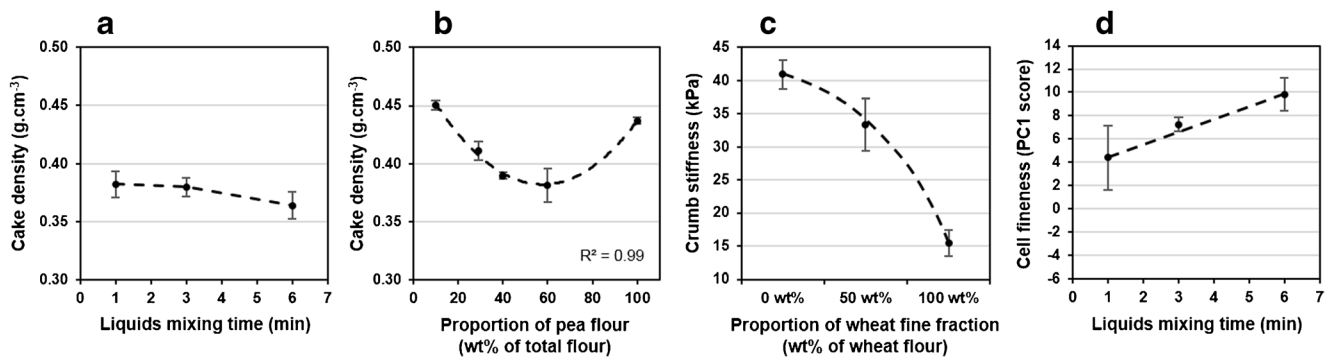 a
0.50
0.45
0.40
0.35
0.30
Cake density (g.cm-3)
0 1 2 3 4 5 6 7
Liquids mixing time (min)
b
0.50
0.45
0.40
0.35
0.30
Cake density (g.cm-3)
R² = 0.99
0 20 40 60 80 100
Proportion of pea flour
(wt% of total flour)
c
45
40
35
30
25
20
15
10
Crumb stiffness (kPa)
0 wt% 50 wt% 100 wt%
Proportion of wheat fine fraction
(wt% of wheat flour)
d
14
12
10
8
6
4
2
0
-2
-4
-6
Cell fineness (PC1 score)
0 1 2 3 4 5 6 7
Liquids mixing time (min)